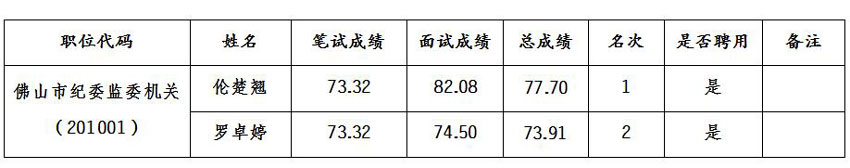 职位代码 姓名 笔试成绩 面试成绩 总成绩 名次 是否聘用 备注
佛山市纪委监委机关
（201001）
伦楚翘 73.32 82.08 77.70 1 是
罗卓婷 73.32 74.50 73.91 2 是